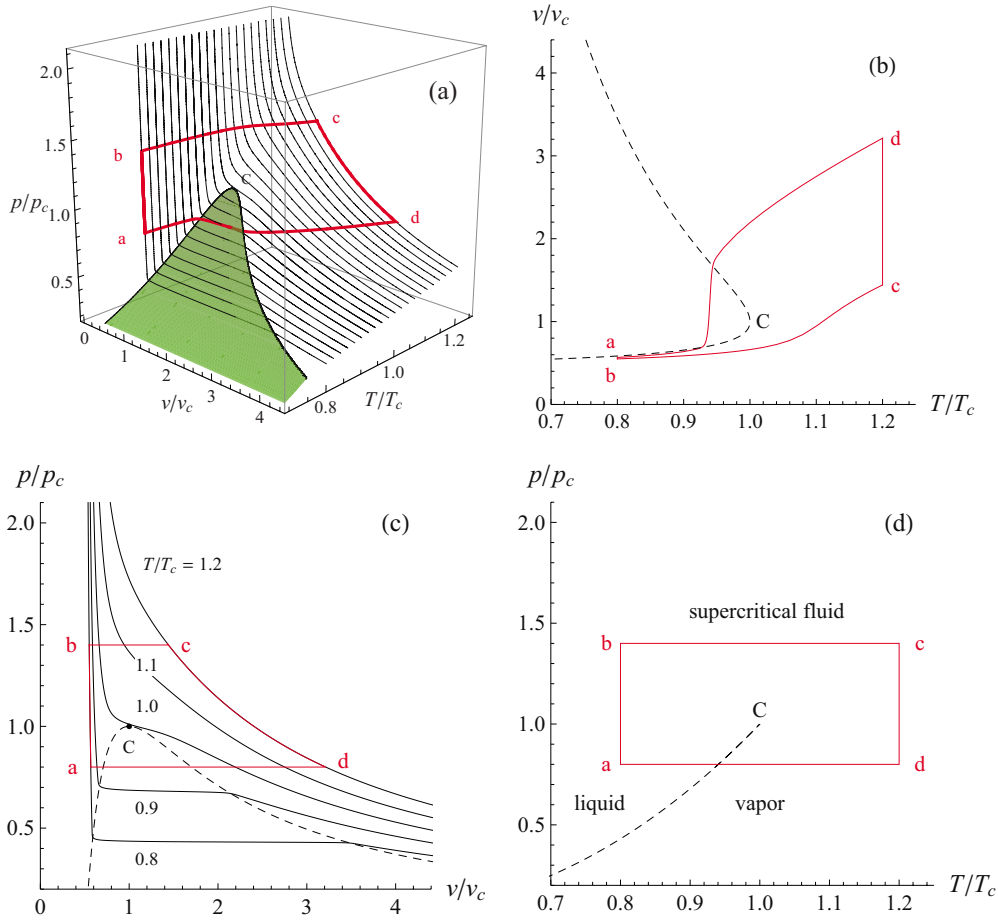 (a)
2.0
1.5
1.0
0.5
p/p_c
b
c
C
a
d
0
1
2
3
4
v/v_c
0.8
1.0
1.2
T/T_c
v/v_c
(b)
4
3
2
1
0
d
c
C
a
b
0.7 0.8 0.9 1.0 1.1 1.2
T/T_c
p/p_c
(c)
2.0
1.5
1.0
0.5
T/T_c = 1.2
b
c
1.1
1.0
C
a
d
0.9
0.8
0 1 2 3 4
v/v_c
p/p_c
(d)
2.0
1.5
1.0
0.5
supercritical fluid
b
c
C
a
d
liquid
vapor
0.7 0.8 0.9 1.0 1.1 1.2
T/T_c